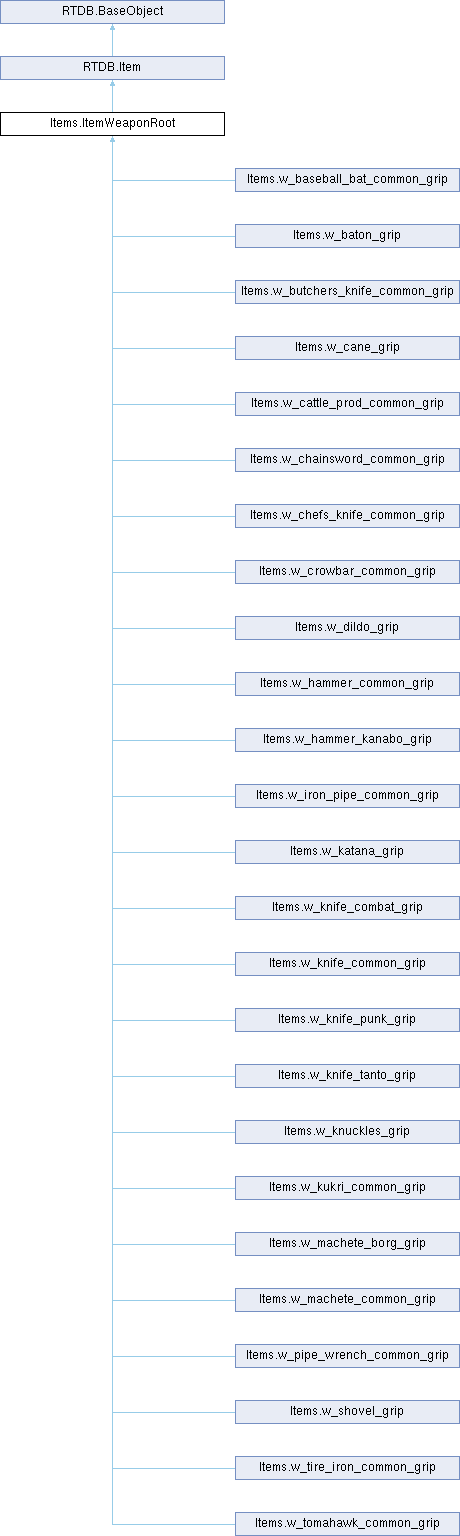 RTDB.BaseObject
RTDB.Item
Items.ItemWeaponRoot
Items.w_baseball_bat_common_grip
Items.w_baton_grip
Items.w_butchers_knife_common_grip
Items.w_cane_grip
Items.w_cattle_prod_common_grip
Items.w_chainsword_common_grip
Items.w_chefs_knife_common_grip
Items.w_crowbar_common_grip
Items.w_dildo_grip
Items.w_hammer_common_grip
Items.w_hammer_kanabo_grip
Items.w_iron_pipe_common_grip
Items.w_katana_grip
Items.w_knife_combat_grip
Items.w_knife_common_grip
Items.w_knife_punk_grip
Items.w_knife_tanto_grip
Items.w_knuckles_grip
Items.w_kukri_common_grip
Items.w_machete_borg_grip
Items.w_machete_common_grip
Items.w_pipe_wrench_common_grip
Items.w_shovel_grip
Items.w_tire_iron_common_grip
Items.w_tomahawk_common_grip